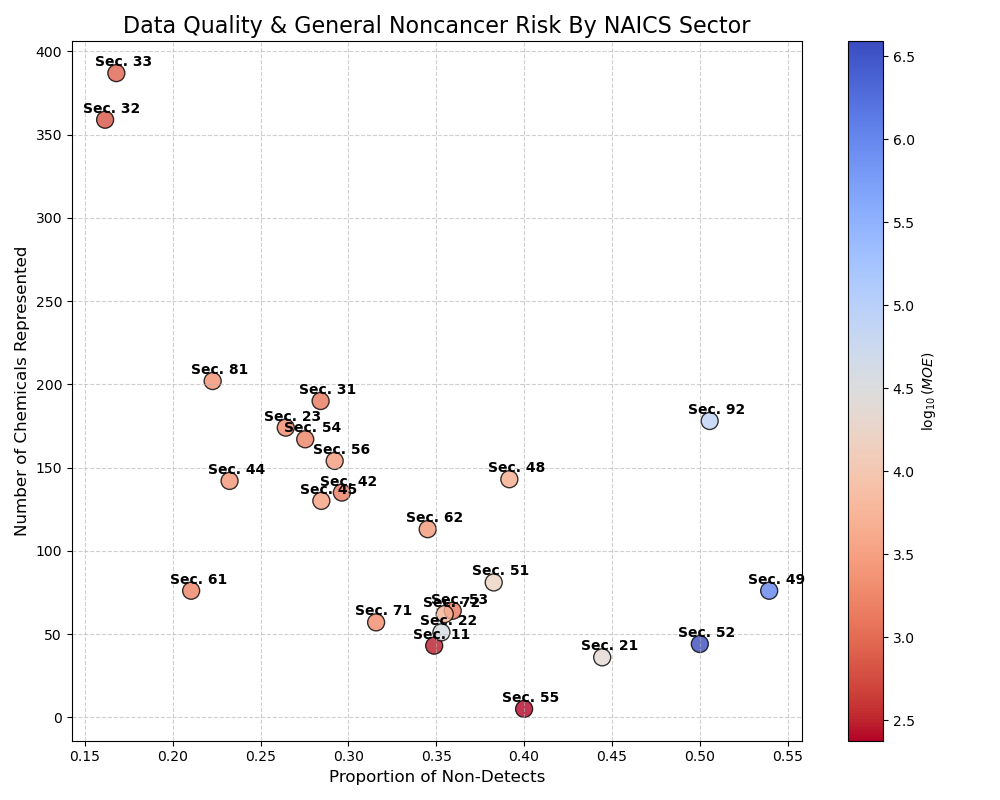 Data Quality & General Noncancer Risk By NAICS Sector
400
350
300
250
200
150
100
50
0
Number of Chemicals Represented
Sec. 33
Sec. 32
Sec. 81
Sec. 31
Sec. 23
Sec. 54
Sec. 56
Sec. 44
Sec. 42
Sec. 45
Sec. 92
Sec. 48
Sec. 62
Sec. 61
Sec. 51
Sec. 53
Sec. 72
Sec. 71
Sec. 22
Sec. 11
Sec. 49
Sec. 52
Sec. 21
Sec. 55
0.15 0.20 0.25 0.30 0.35 0.40 0.45 0.50 0.55
Proportion of Non-Detects
6.5
6.0
5.5
5.0
4.5
4.0
3.5
3.0
2.5
log₁₀(MOE)